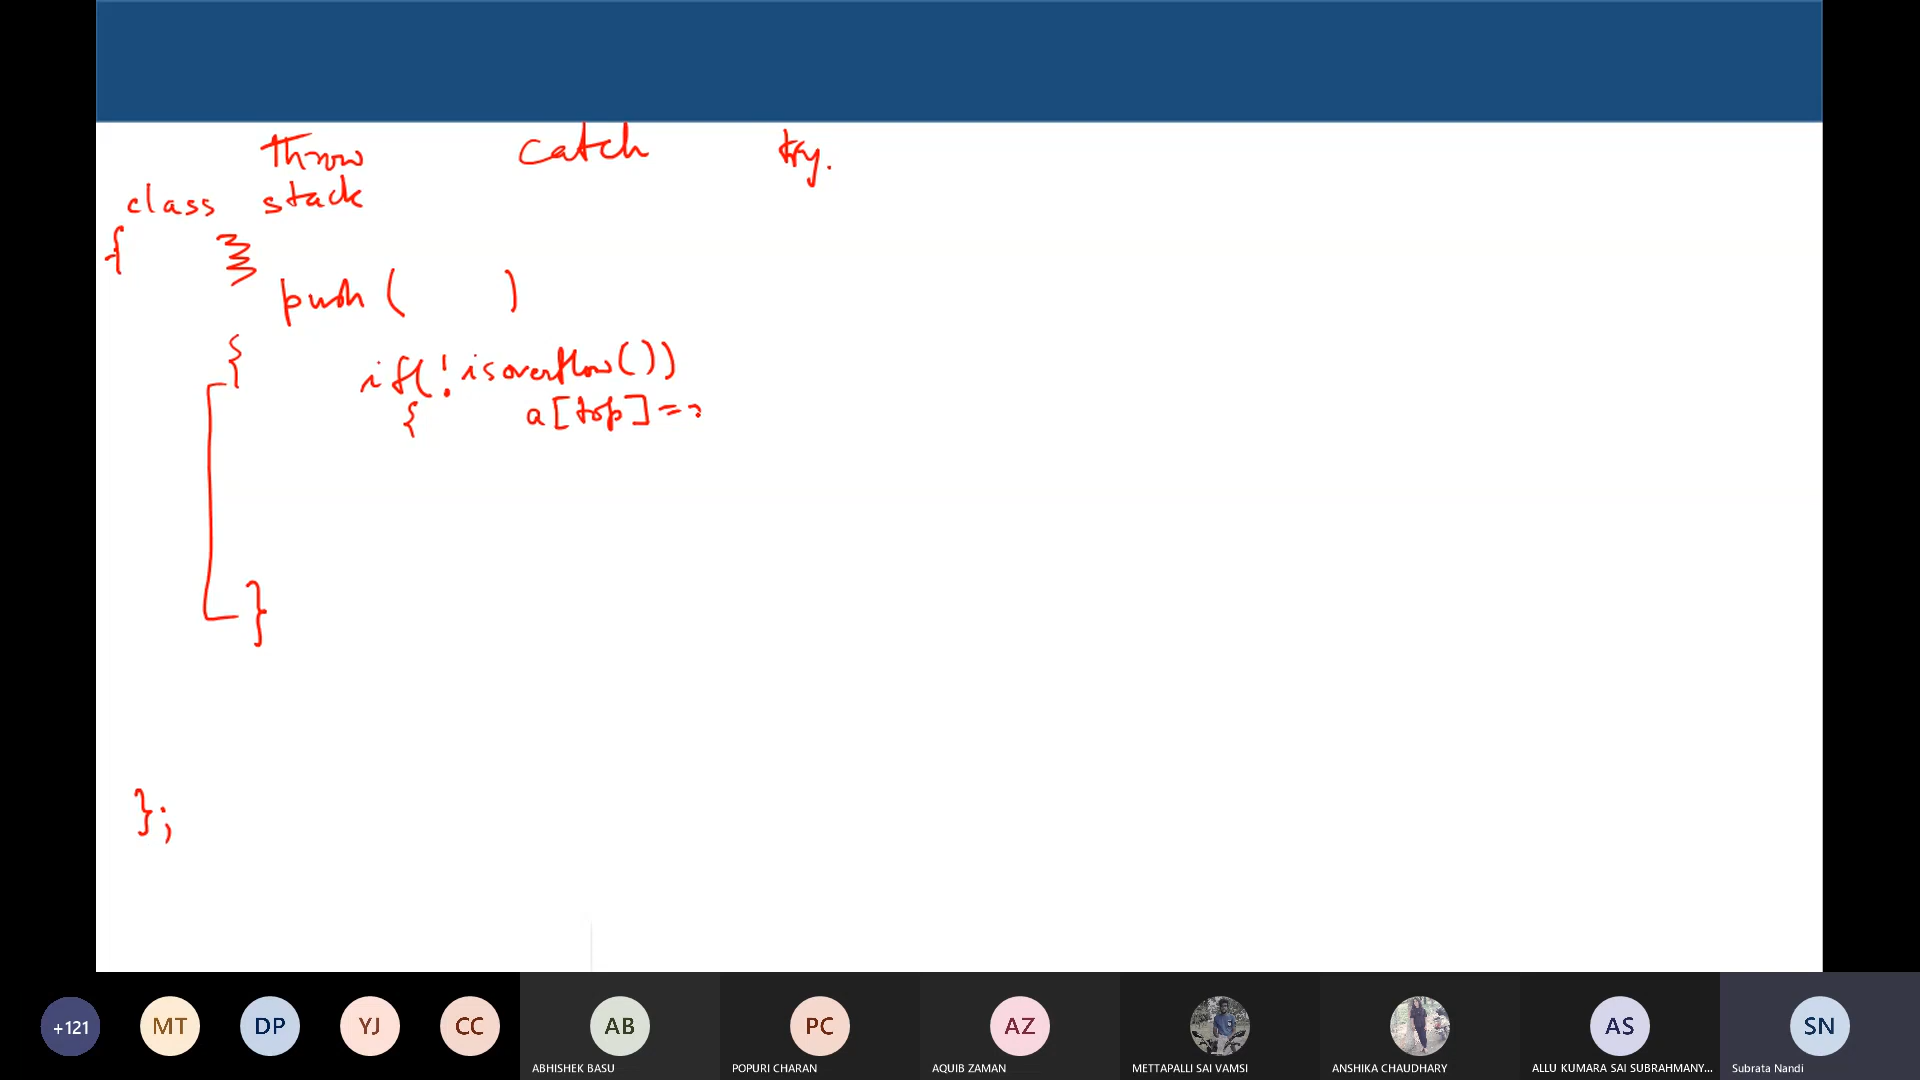 throw catch try.
class stack
{
push ( )
{
if(!isoverflow())
{ a[top]=
}
};
+121 MT DP YJ CC AB PC AZ AS SN
ABHISHEK BASU POPURI CHARAN AQUIB ZAMAN METTAPALLI SAI VAMSI ANSHIKA CHAUDHARY ALLU KUMARA SAI SUBRAHMANY... Subrata Nandi